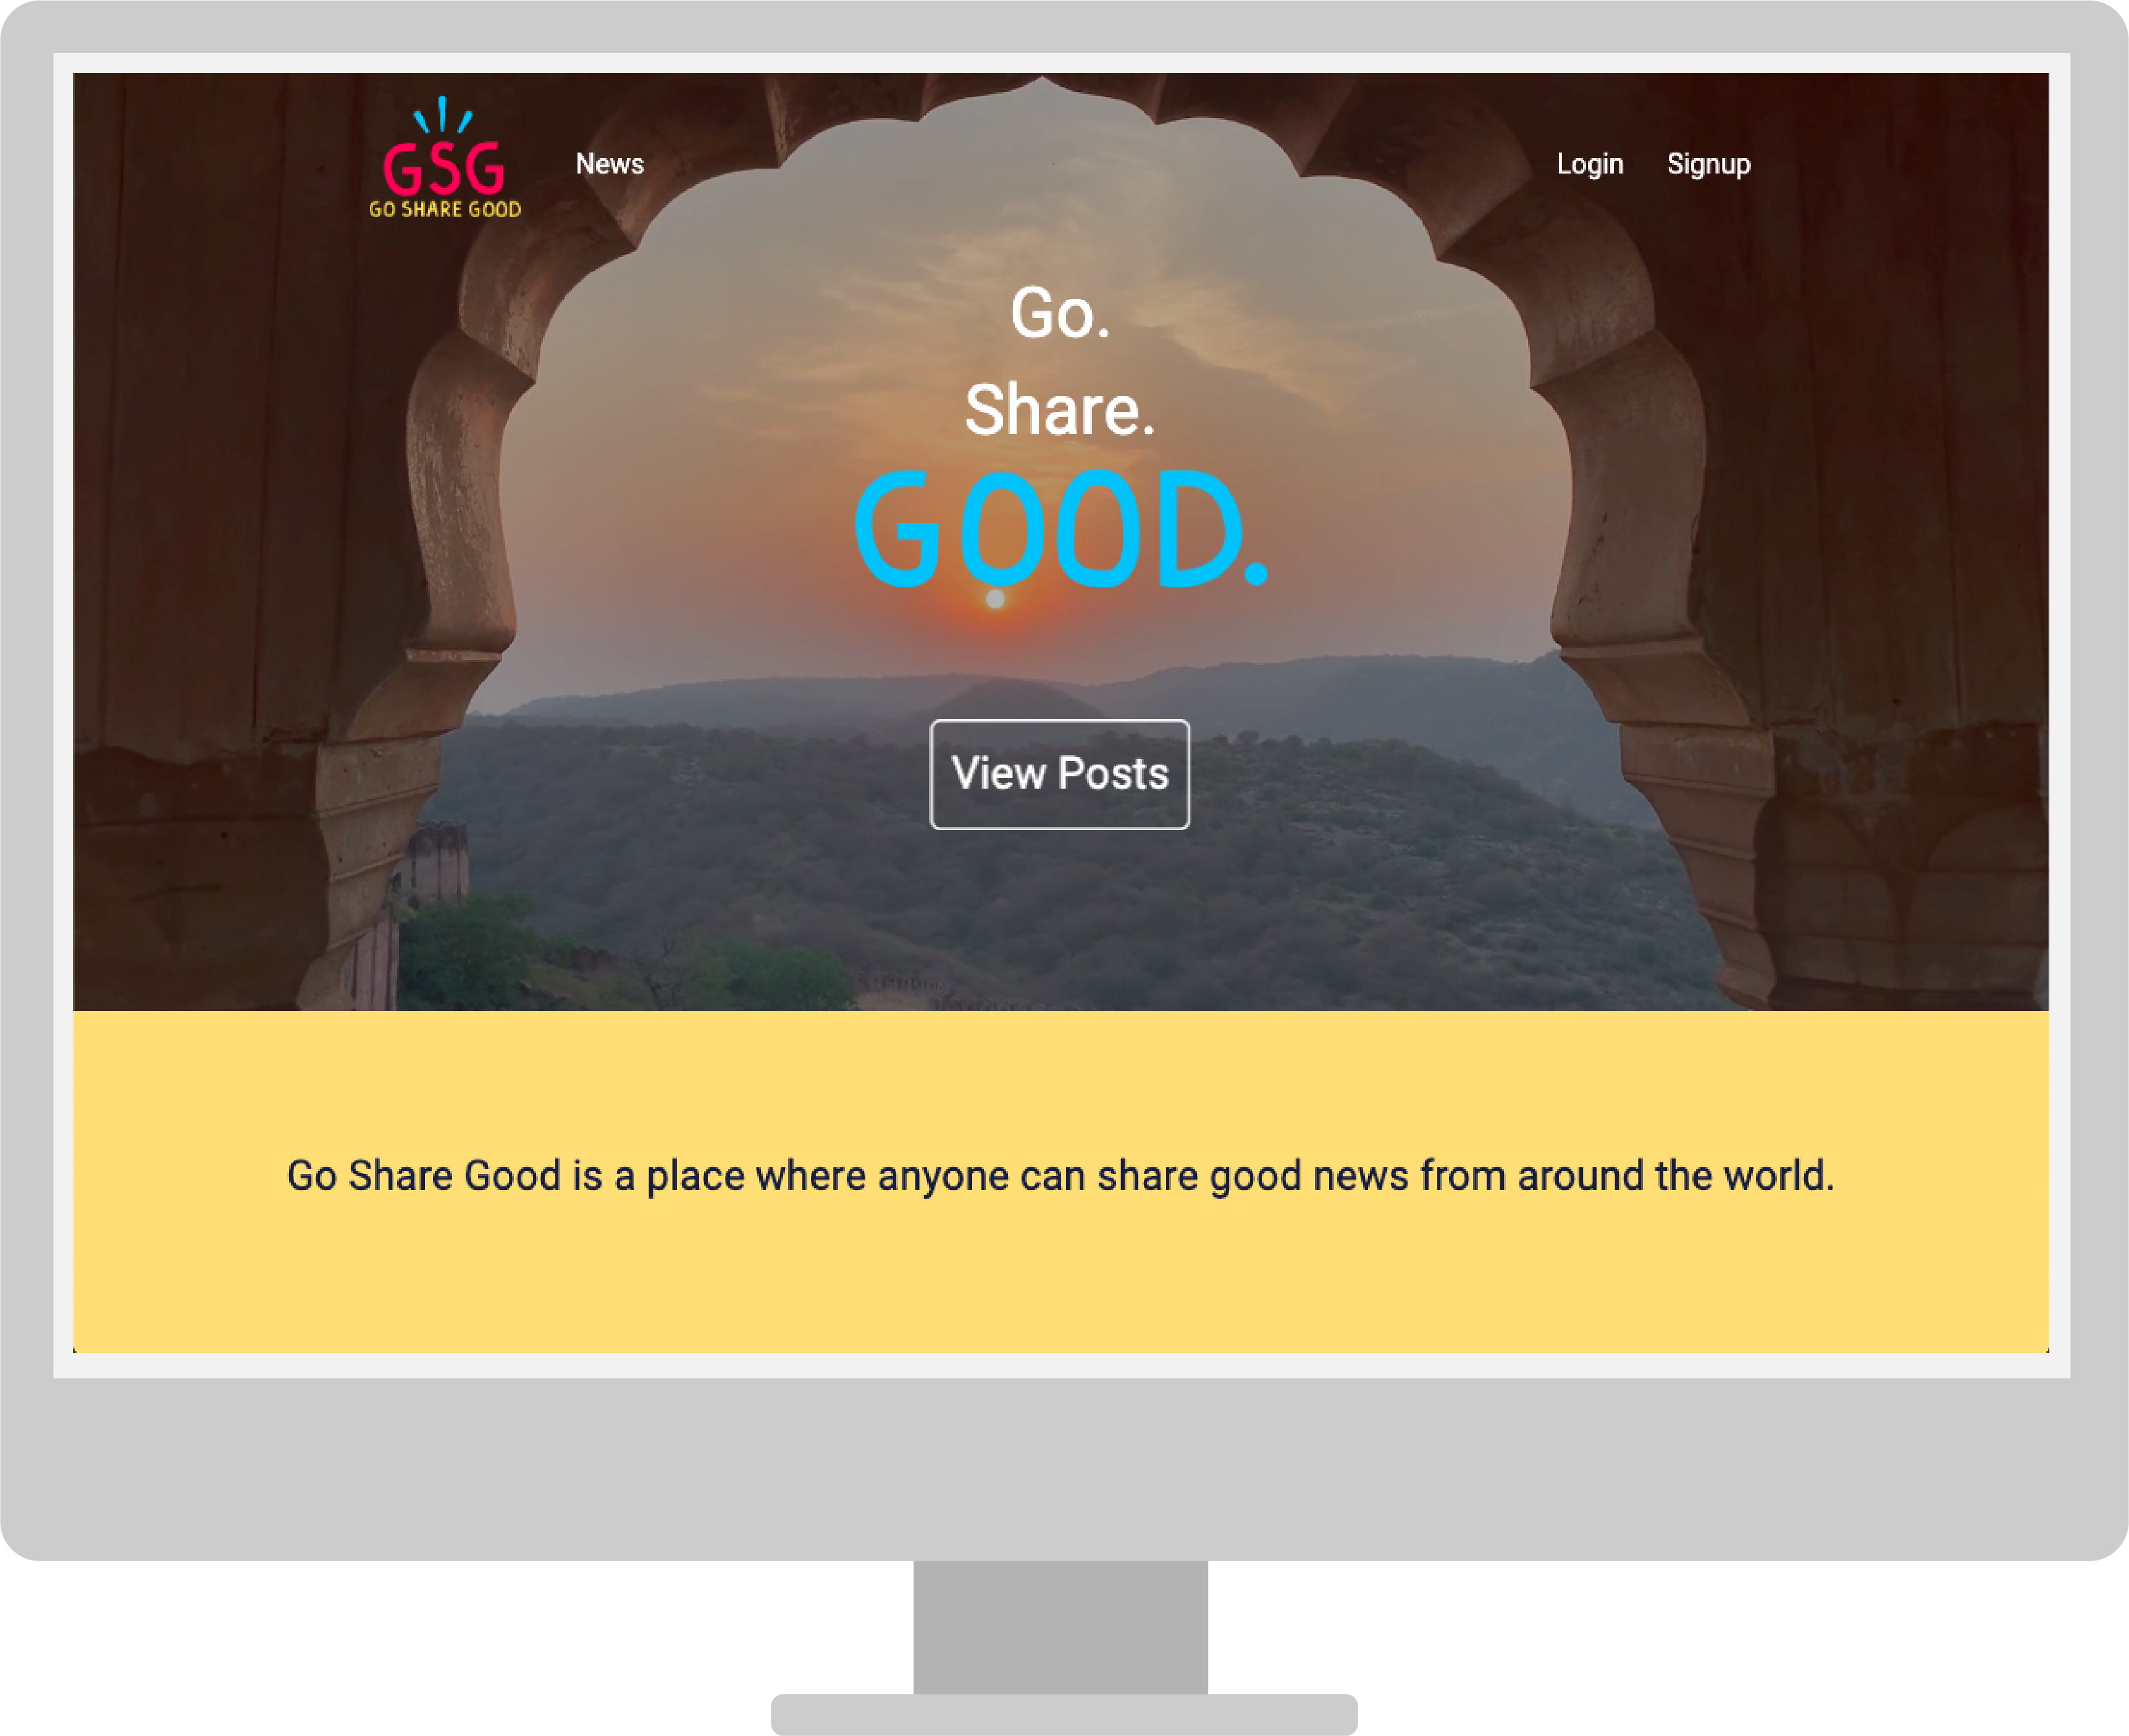 GSG
GO SHARE GOOD
News
Login
Signup
Go.
Share.
GOOD.
View Posts
Go Share Good is a place where anyone can share good news from around the world.